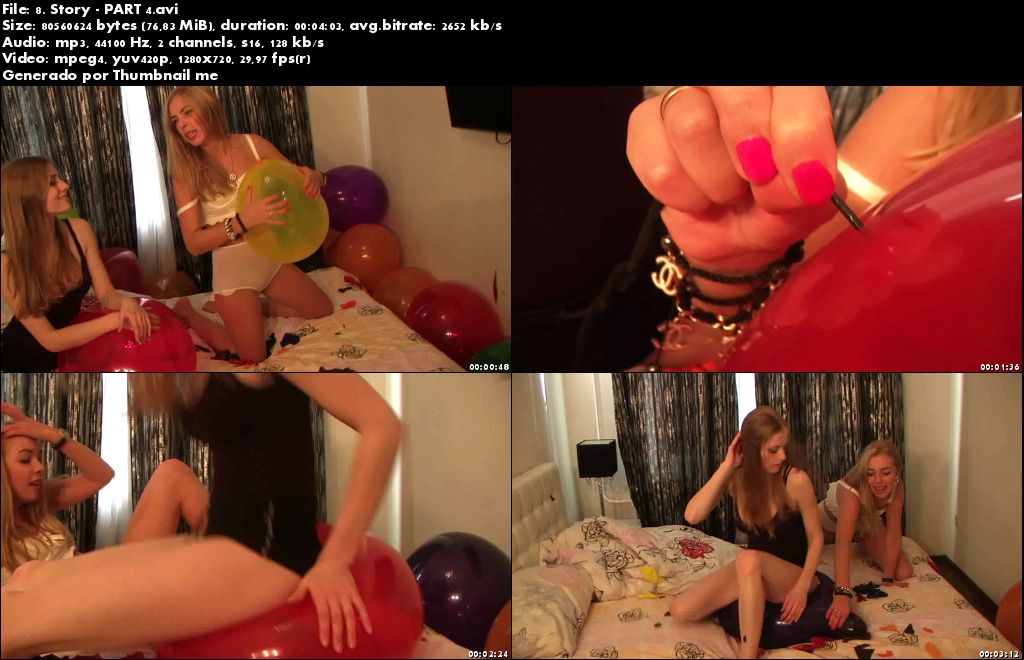 File: 8. Story - PART 4.avi
Size: 80560624 bytes (76,83 MiB), duration: 00:04:03, avg.bitrate: 2652 kb/s
Audio: mp3, 44100 Hz, 2 channels, s16, 128 kb/s
Video: mpeg4, yuv420p, 1280x720, 29,97 fps(r)
Generado por Thumbnail me
00:00:48
00:01:36
00:02:24
00:03:12